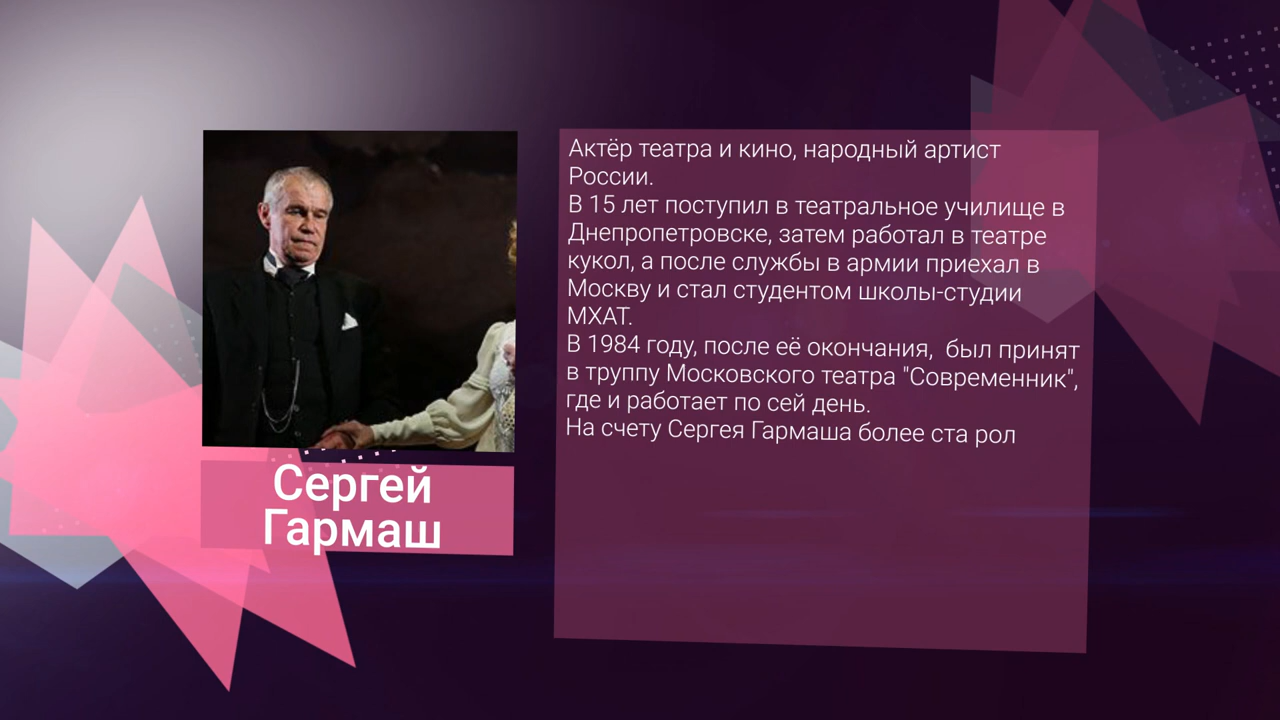 Актёр театра и кино, народный артист
России.
В 15 лет поступил в театральное училище в
Днепропетровске, затем работал в театре
кукол, а после службы в армии приехал в
Москву и стал студентом школы-студии
МХАТ.
В 1984 году, после её окончания,  был принят
в труппу Московского театра "Современник",
где и работает по сей день.
На счету Сергея Гармаша более ста рол
Сергей
Гармаш